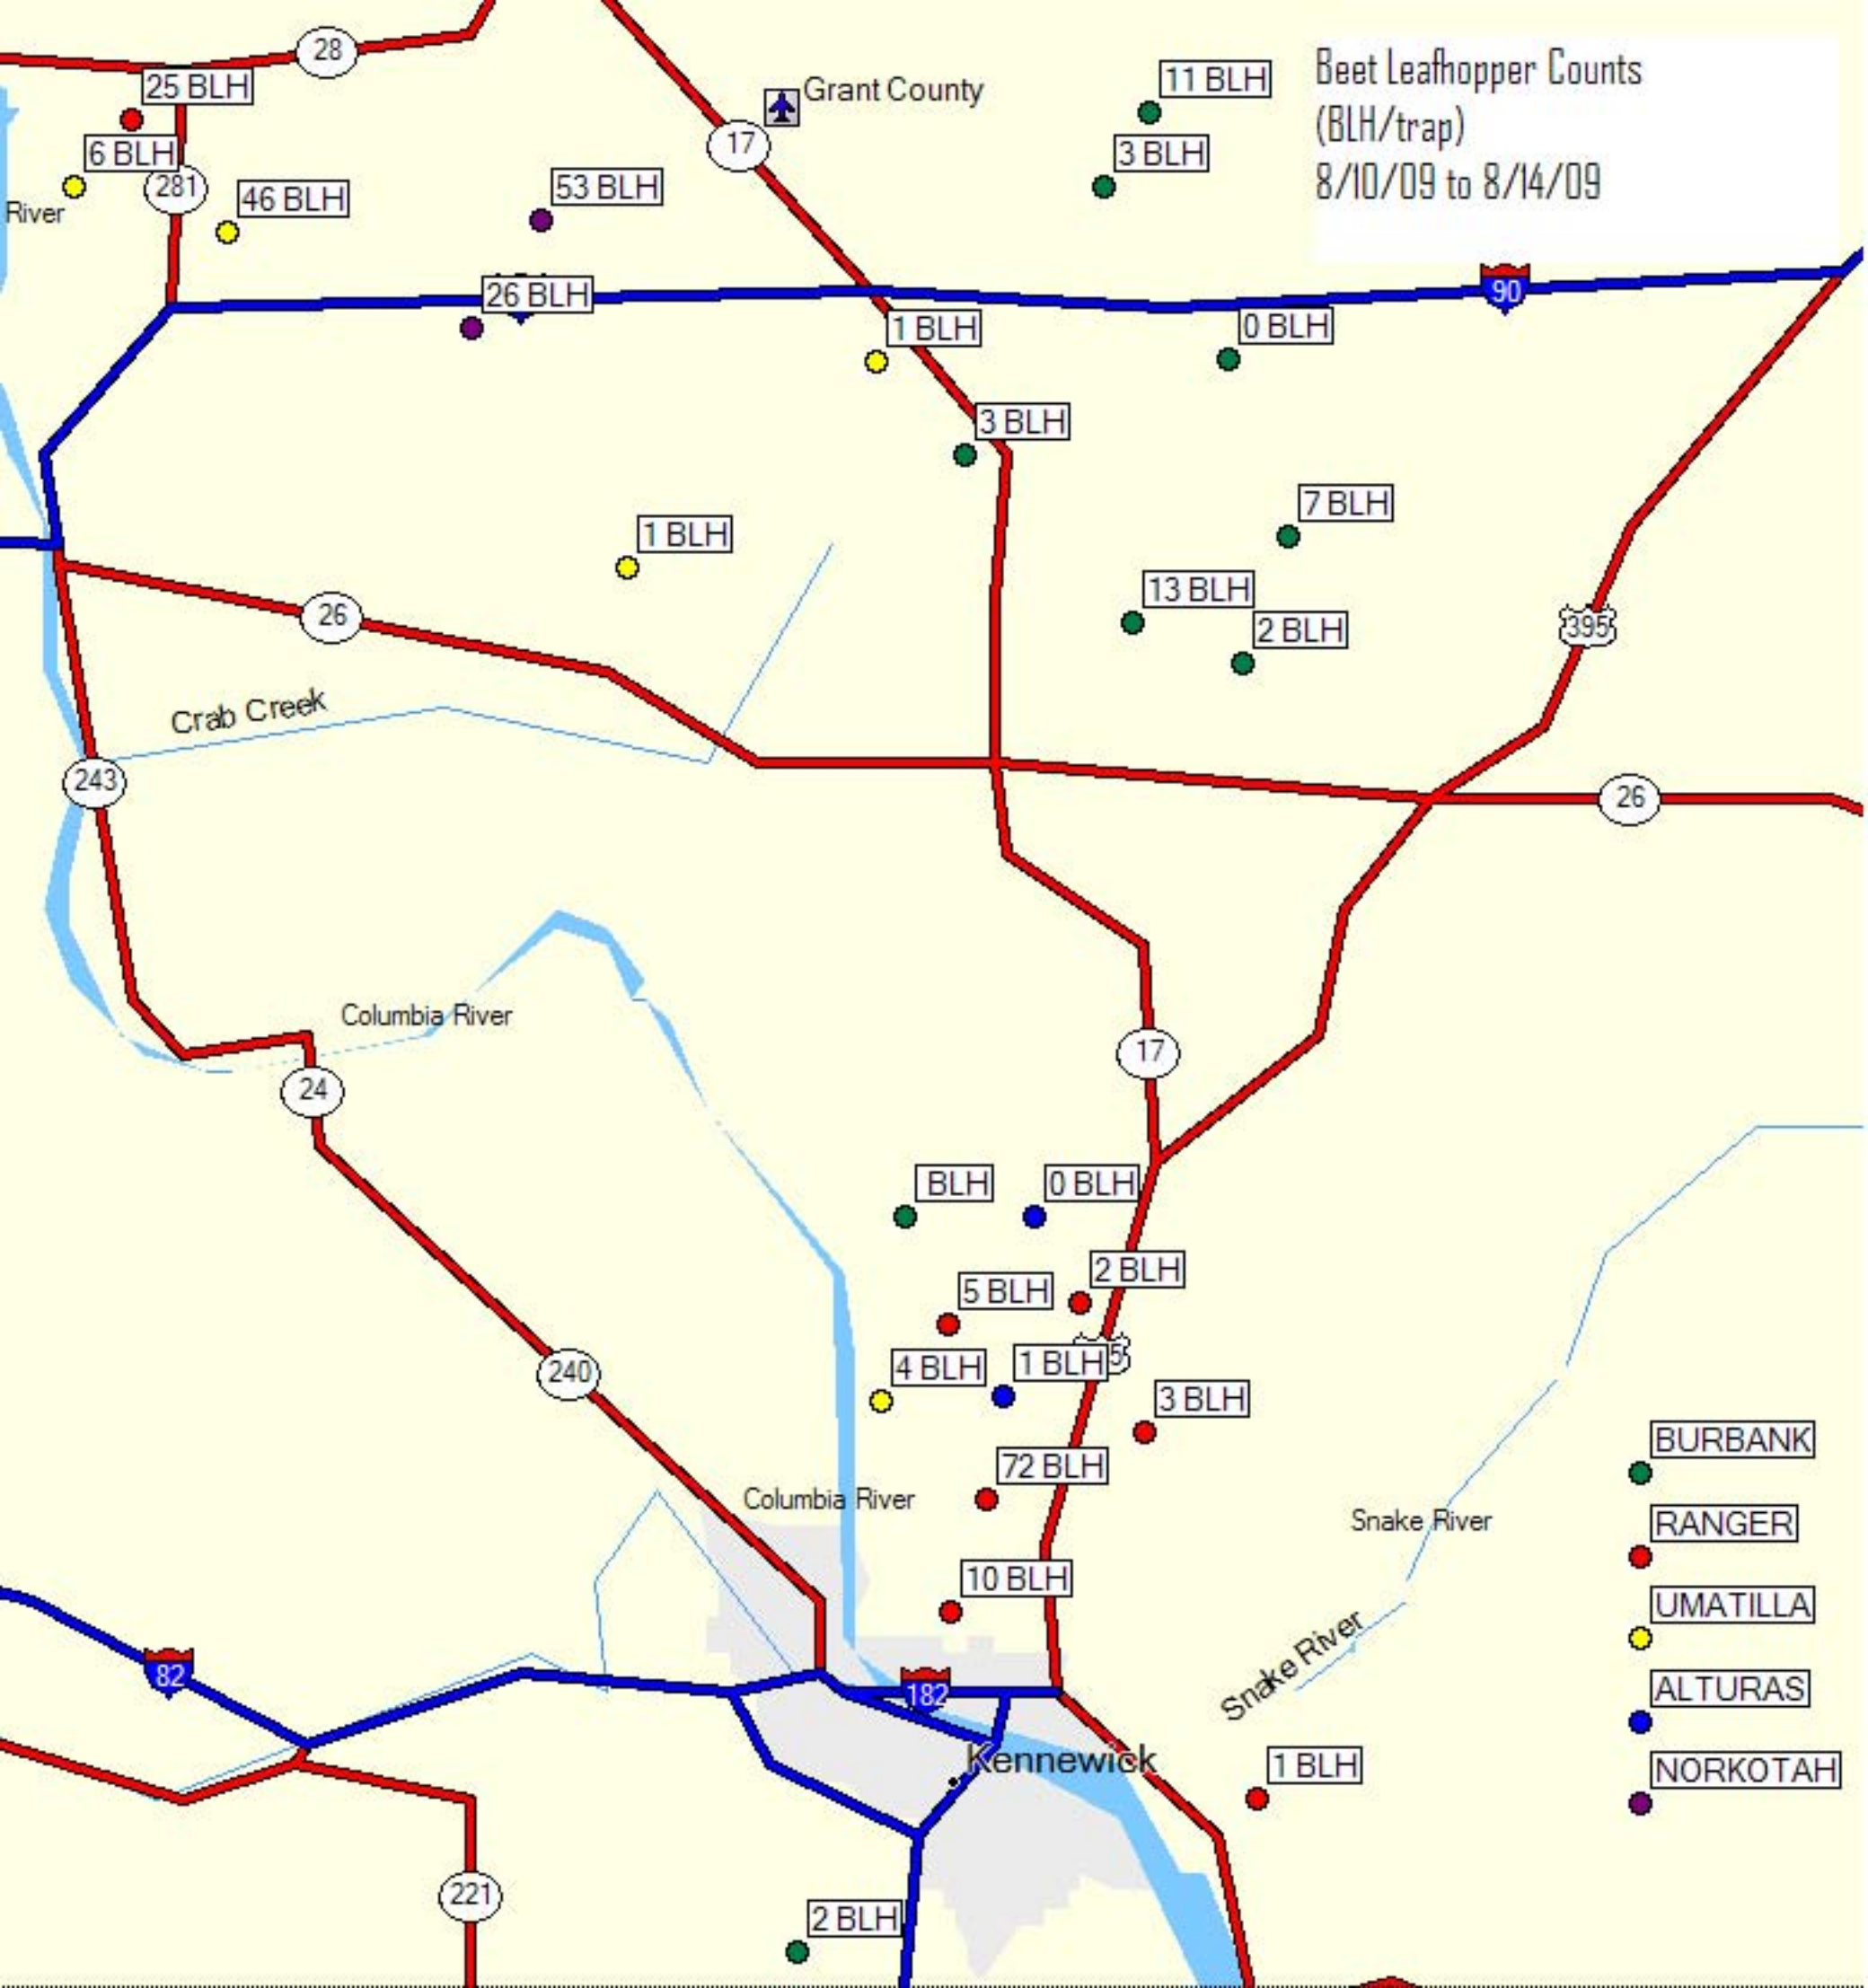 28
25 BLH
Grant County
11 BLH
Beet Leafhopper Counts
(BLH/trap)
8/10/09 to 8/14/09
17
6 BLH
3 BLH
281
46 BLH
53 BLH
River
26 BLH
90
1 BLH
0 BLH
3 BLH
7 BLH
1 BLH
13 BLH
26
2 BLH
395
Crab Creek
243
26
Columbia River
17
24
BLH
0 BLH
2 BLH
5 BLH
240
4 BLH
1 BLH
5
3 BLH
BURBANK
72 BLH
Columbia River
Snake River
RANGER
10 BLH
UMATILLA
82
182
Snake River
ALTURAS
Kennewick
1 BLH
NORKOTAH
221
2 BLH